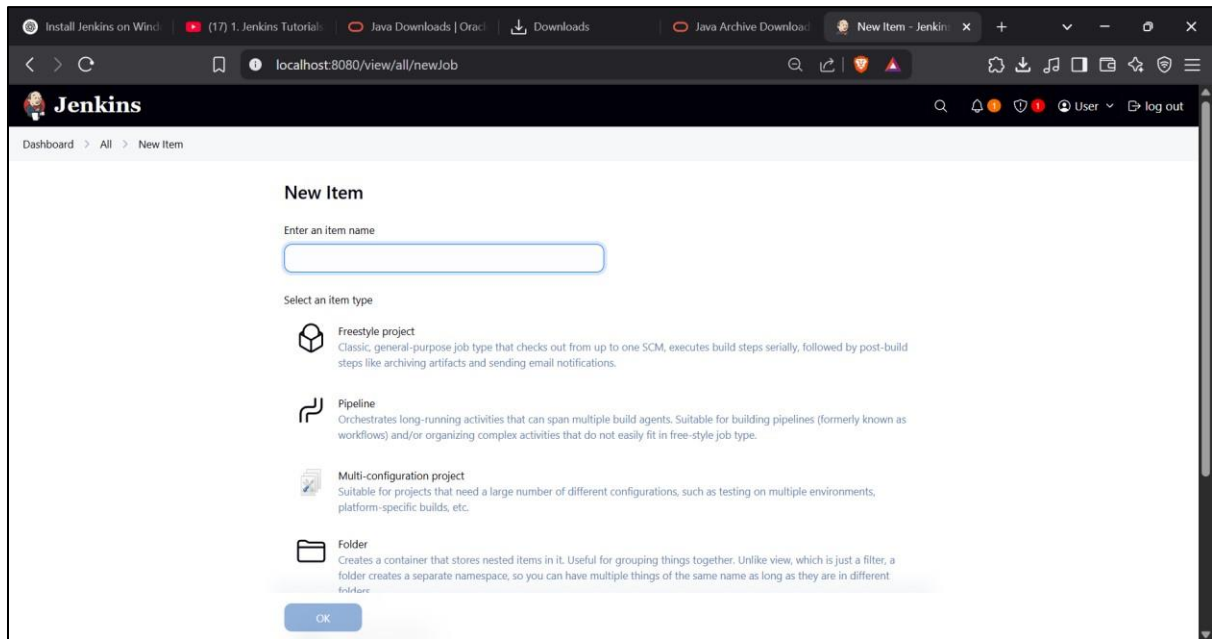 Install Jenkins on Wind
(17) 1. Jenkins Tutorials
Java Downloads | Orac
Downloads
Java Archive Download
New Item - Jenkin
localhost:8080/view/all/newJob
Jenkins
1
1
User
log out
Dashboard > All > New Item
New Item
Enter an item name
Select an item type
Freestyle project
Classic, general-purpose job type that checks out from up to one SCM, executes build steps serially, followed by post-build
steps like archiving artifacts and sending email notifications.
Pipeline
Orchestrates long-running activities that can span multiple build agents. Suitable for building pipelines (formerly known as
workflows) and/or organizing complex activities that do not easily fit in free-style job type.
Multi-configuration project
Suitable for projects that need a large number of different configurations, such as testing on multiple environments,
platform-specific builds, etc.
Folder
Creates a container that stores nested items in it. Useful for grouping things together. Unlike view, which is just a filter, a
folder creates a separate namespace, so you can have multiple things of the same name as long as they are in different
folders.
OK